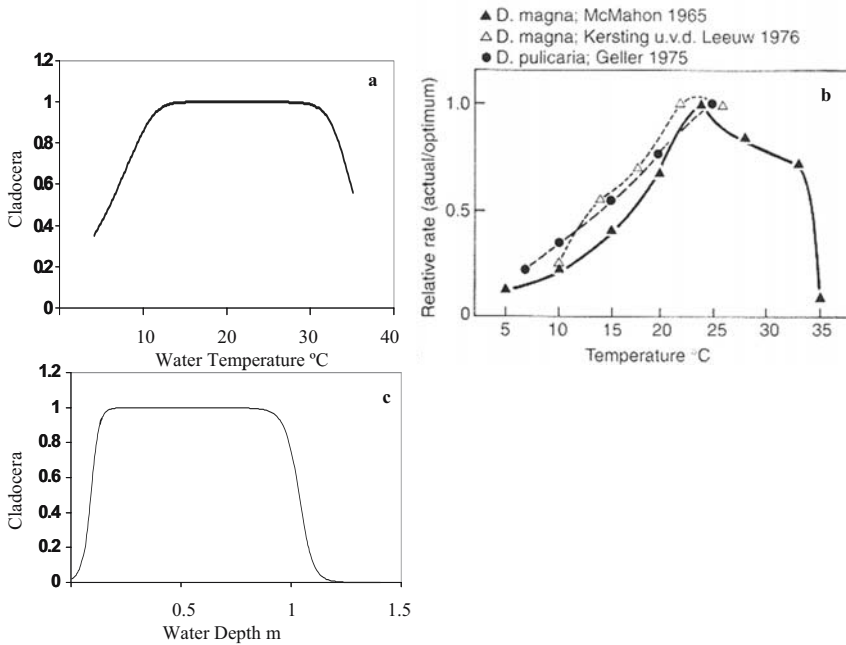 a
1.2
1
0.8
0.6
0.4
0.2
0
Cladocera
10 20 30 40
Water Temperature ºC
▲ D. magna; McMahon 1965
△ D. magna; Kersting u.v.d. Leeuw 1976
● D. pulicaria; Geller 1975
b
1.0
0.5
0
Relative rate (actual/optimum)
5 10 15 20 25 30 35
Temperature °C
c
1.2
1
0.8
0.6
0.4
0.2
0
Cladocera
0.5 1 1.5
Water Depth m